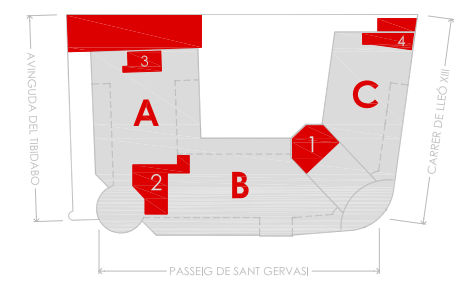 3
4
A
C
1
2
B
AVINGUDA DEL TIBIDABO
CARRER DE LLEÓ XIII
PASSEIG DE SANT GERVASI